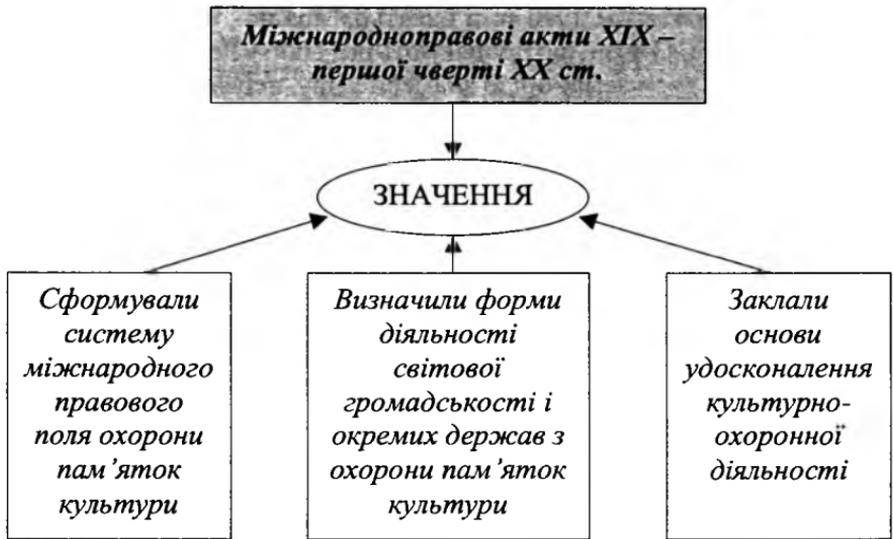 Міжнародноправові акти XIX –
першої чверті XX ст.
ЗНАЧЕННЯ
Сформували
систему
міжнародного
правового
поля охорони
пам’яток
культури
Визначили форми
діяльності
світової
громадськості і
окремих держав з
охорони пам’яток
культури
Заклали
основи
удосконалення
культурно-
охоронної
діяльності